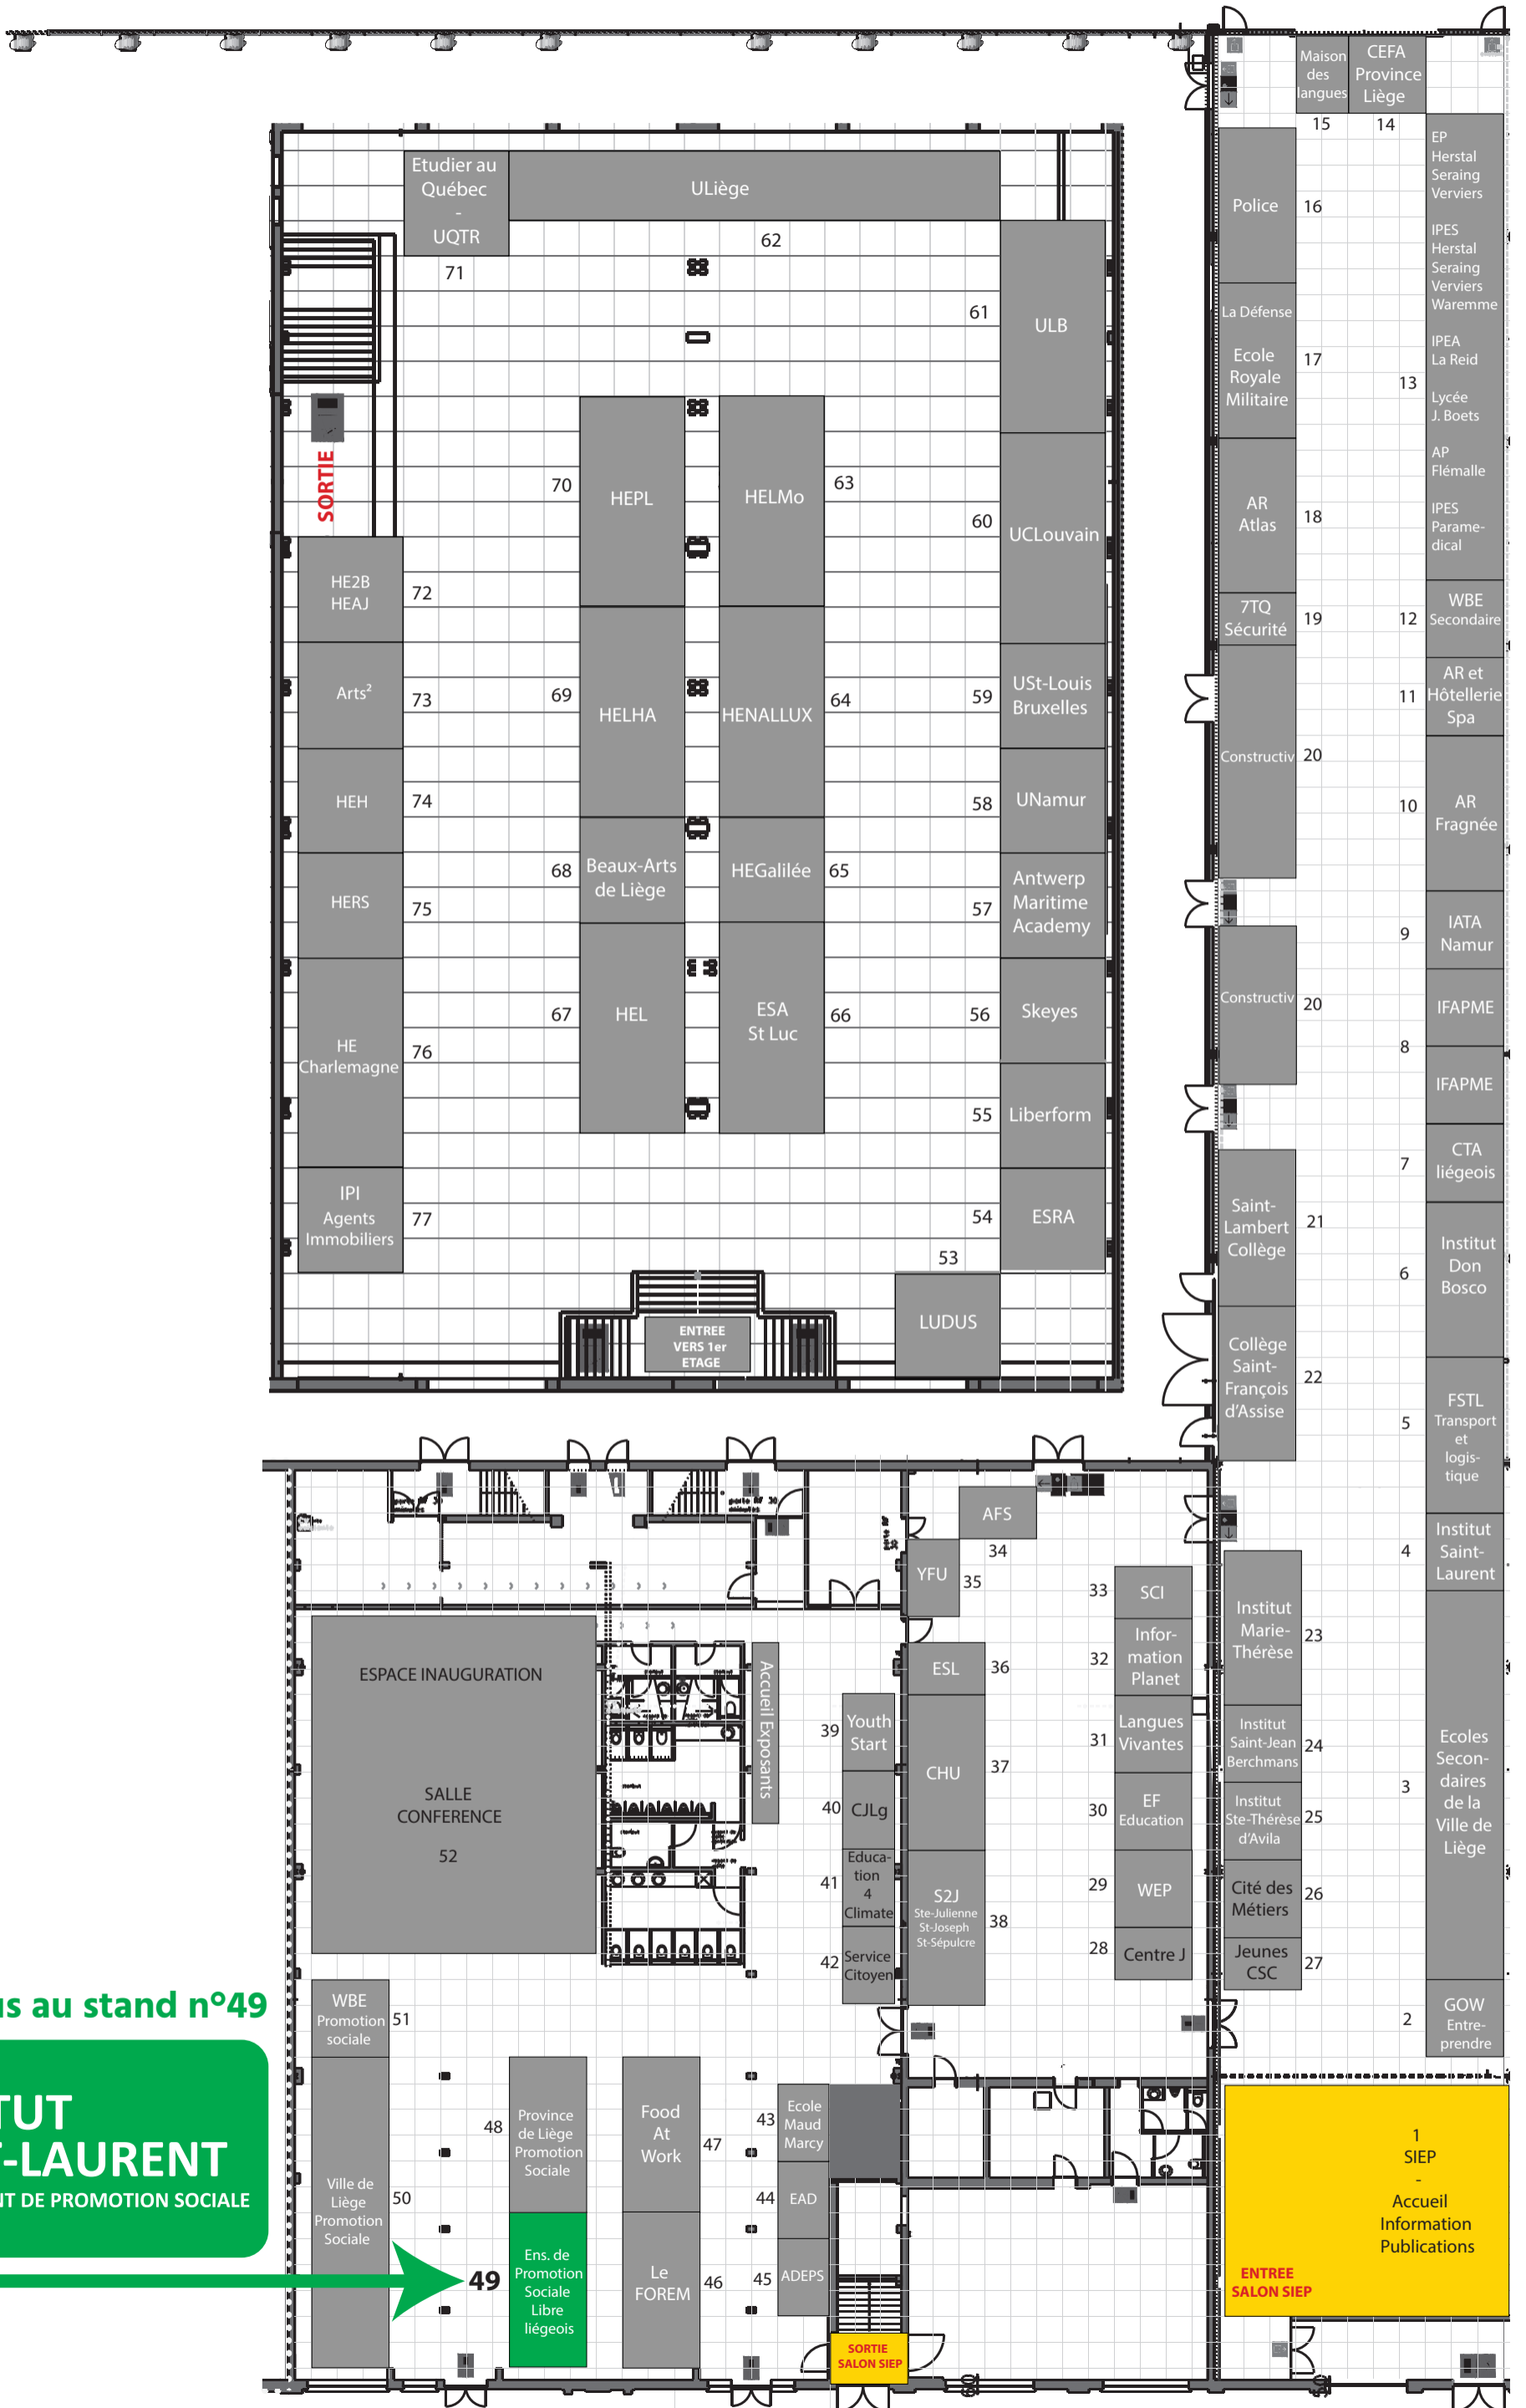 Maison
des
langues
15
CEFA
Province
Liège
14
EP
Herstal
Seraing
Verviers
IPES
Herstal
Seraing
Verviers
Waremme
IPEA
La Reid
Lycée
J. Boets
AP
Flémalle
IPES
Parame-
dical
13
Police
16
La Défense
Ecole
Royale
Militaire
17
AR
Atlas
18
7TQ
Sécurité
19
12
WBE
Secondaire
11
AR et
Hôtellerie
Spa
Constructiv
20
10
AR
Fragnée
9
IATA
Namur
Constructiv
20
IFAPME
8
IFAPME
7
CTA
liégeois
Saint-
Lambert
Collège
21
6
Institut
Don
Bosco
Collège
Saint-
François
d'Assise
22
5
FSTL
Transport
et
logis-
tique
4
Institut
Saint-
Laurent
Institut
Marie-
Thérèse
23
Institut
Saint-Jean
Berchmans
24
3
Ecoles
Secon-
daires
de la
Ville de
Liège
Institut
Ste-Thérèse
d'Avila
25
Cité des
Métiers
26
Jeunes
CSC
27
2
GOW
Entre-
prendre
1
SIEP
-
Accueil
Information
Publications
ENTREE
SALON SIEP
Etudier au
Québec
-
UQTR
71
ULiège
62
61
ULB
SORTIE
70
HEPL
HELMo
63
60
UCLouvain
HE2B
HEAJ
72
Arts²
73
69
HELHA
HENALLUX
64
59
USt-Louis
Bruxelles
HEH
74
58
UNamur
HERS
75
68
Beaux-Arts
de Liège
HEGalilée
65
57
Antwerp
Maritime
Academy
HE
Charlemagne
76
67
HEL
ESA
St Luc
66
56
Skeyes
55
Liberform
IPI
Agents
Immobiliers
77
54
ESRA
53
LUDUS
ENTREE
VERS 1er
ETAGE
AFS
34
YFU
35
33
SCI
ESPACE INAUGURATION
SALLE
CONFERENCE
52
Accueil Exposants
ESL
36
32
Infor-
mation
Planet
39
Youth
Start
CHU
37
31
Langues
Vivantes
40
CJLg
30
EF
Education
41
Educa-
tion
4
Climate
S2J
Ste-Julienne
St-Joseph
St-Sépulcre
38
29
WEP
42
Service
Citoyen
28
Centre J
us au stand n°49
WBE
Promotion
sociale
51
TUT
T-LAURENT
NT DE PROMOTION SOCIALE
Ville de
Liège
Promotion
Sociale
50
48
Province
de Liège
Promotion
Sociale
Food
At
Work
47
43
Ecole
Maud
Marcy
44
EAD
49
Ens. de
Promotion
Sociale
Libre
liégeois
Le
FOREM
46
45
ADEPS
SORTIE
SALON SIEP